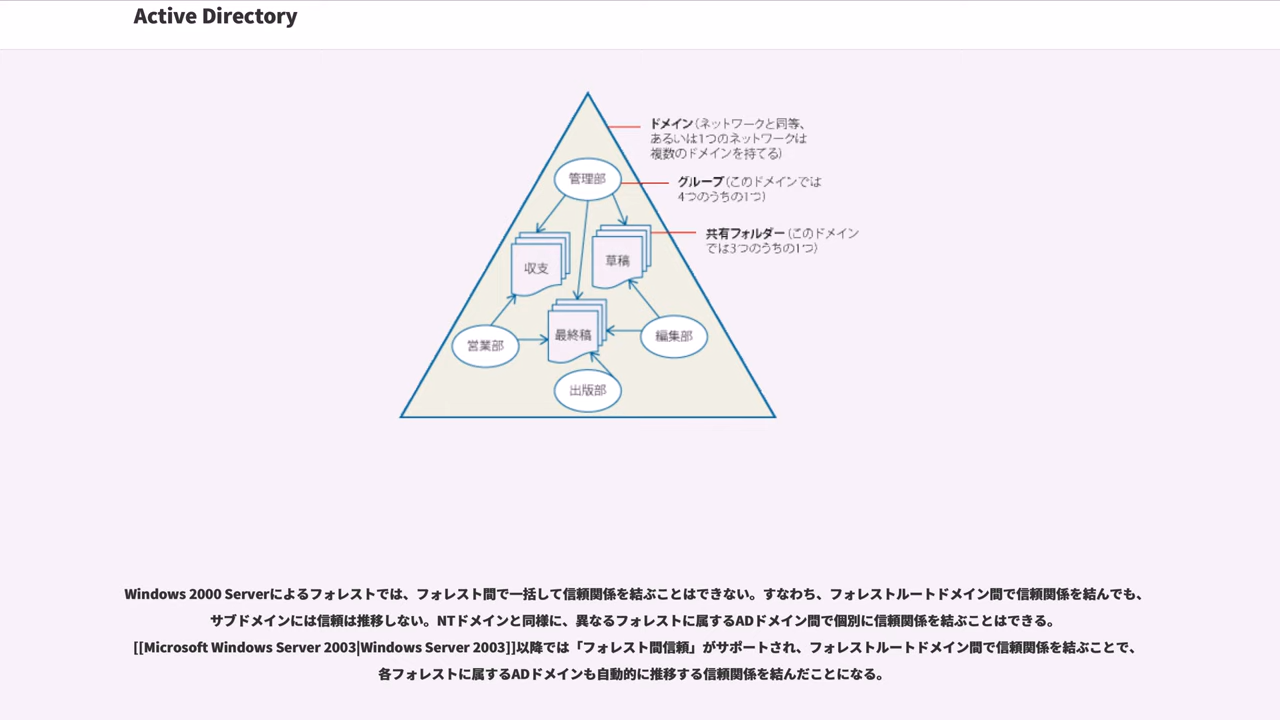 Active Directory
ドメイン（ネットワークと同等、
あるいは1つのネットワークは
複数のドメインを持てる）
管理部
グループ（このドメインでは
4つのうちの1つ）
共有フォルダー（このドメイン
では3つのうちの1つ）
収支
草稿
最終稿
営業部
編集部
出版部
Windows 2000 Serverによるフォレストでは、フォレスト間で一括して信頼関係を結ぶことはできない。すなわち、フォレストルートドメイン間で信頼関係を結んでも、
サブドメインには信頼は推移しない。NTドメインと同様に、異なるフォレストに属するADドメイン間で個別に信頼関係を結ぶことはできる。
[[Microsoft Windows Server 2003|Windows Server 2003]]以降では「フォレスト間信頼」がサポートされ、フォレストルートドメイン間で信頼関係を結ぶことで、
各フォレストに属するADドメインも自動的に推移する信頼関係を結んだことになる。